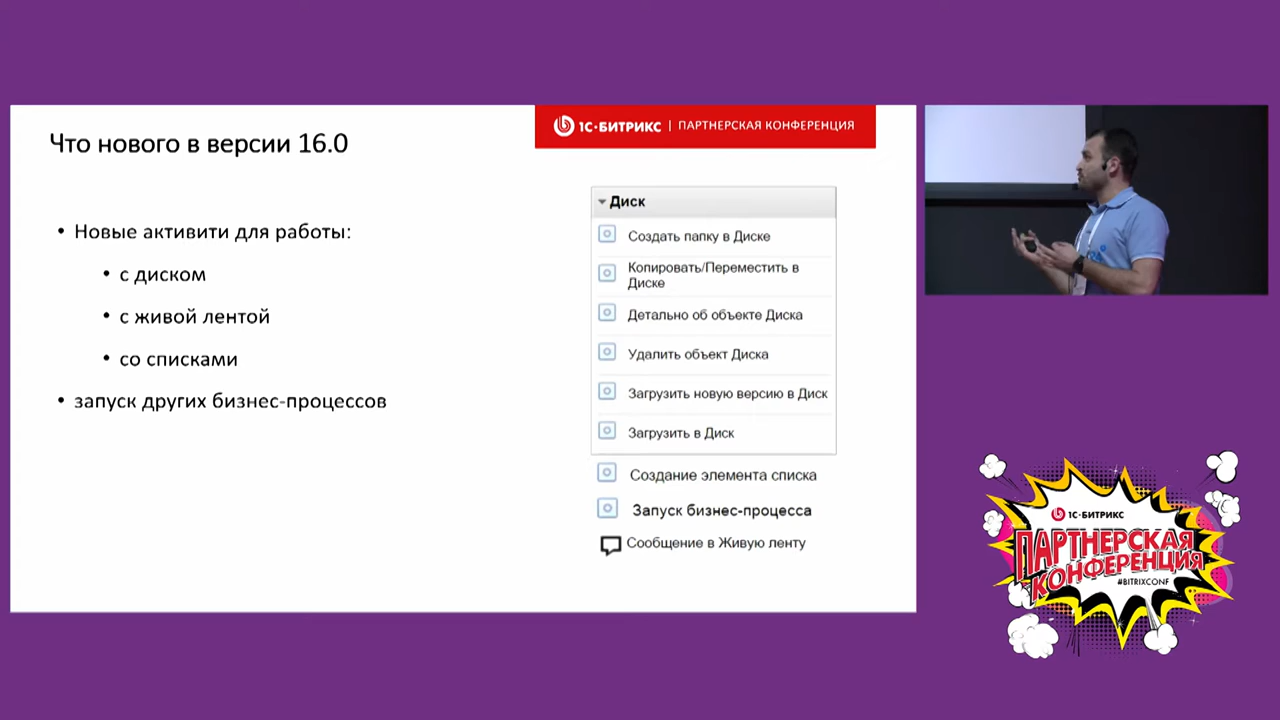 Что нового в версии 16.0
1С-БИТРИКС | ПАРТНЕРСКАЯ КОНФЕРЕНЦИЯ
• Новые активити для работы:
• с диском
• с живой лентой
• со списками
• запуск других бизнес-процессов
Диск
Создать папку в Диске
Копировать/Переместить в
Диске
Детально об объекте Диска
Удалить объект Диска
Загрузить новую версию в Диск
Загрузить в Диск
Создание элемента списка
Запуск бизнес-процесса
Сообщение в Живую ленту
1С-БИТРИКС
ПАРТНЕРСКАЯ
КОНФЕРЕНЦИЯ
#BITRIXCONF